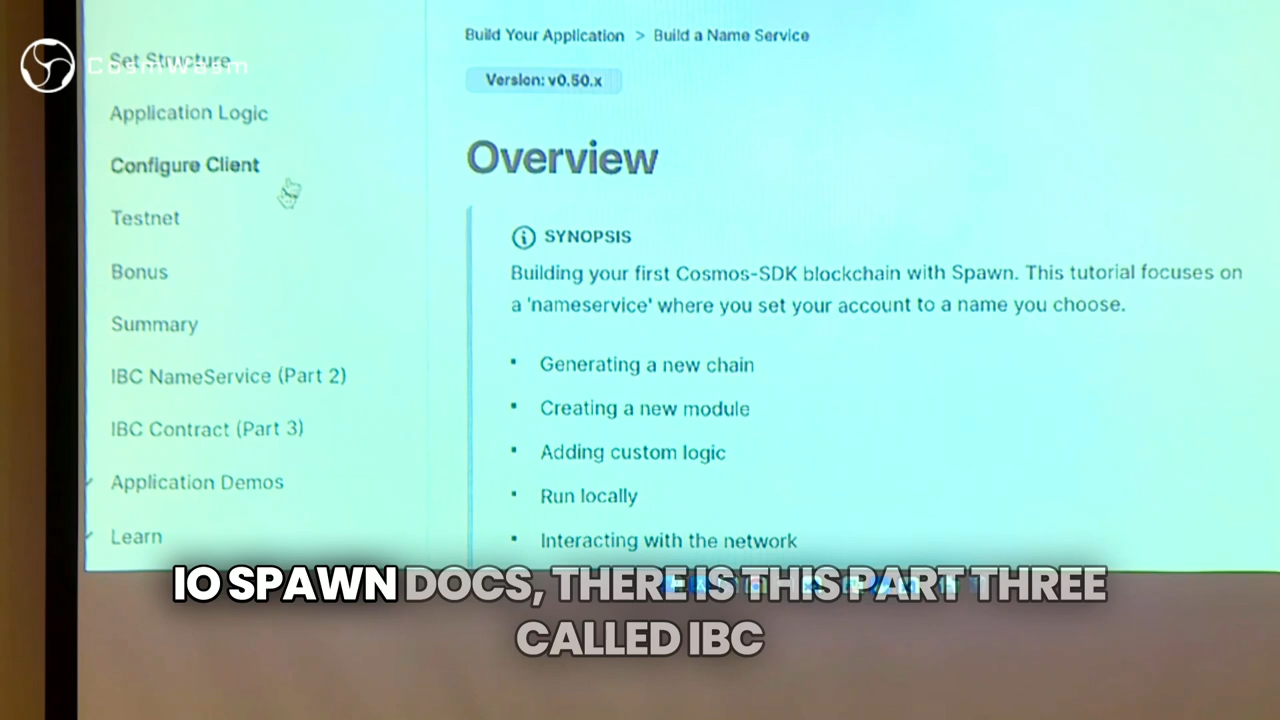 CosmWasm
Set Structure
Application Logic
Configure Client
Testnet
Bonus
Summary
IBC NameService (Part 2)
IBC Contract (Part 3)
Application Demos
Learn
Build Your Application > Build a Name Service
Version: v0.50.x
Overview
SYNOPSIS
Building your first Cosmos-SDK blockchain with Spawn. This tutorial focuses on
a 'nameservice' where you set your account to a name you choose.
• Generating a new chain
• Creating a new module
• Adding custom logic
• Run locally
• Interacting with the network
IO SPAWN DOCS, THERE IS THIS PART THREE
CALLED IBC